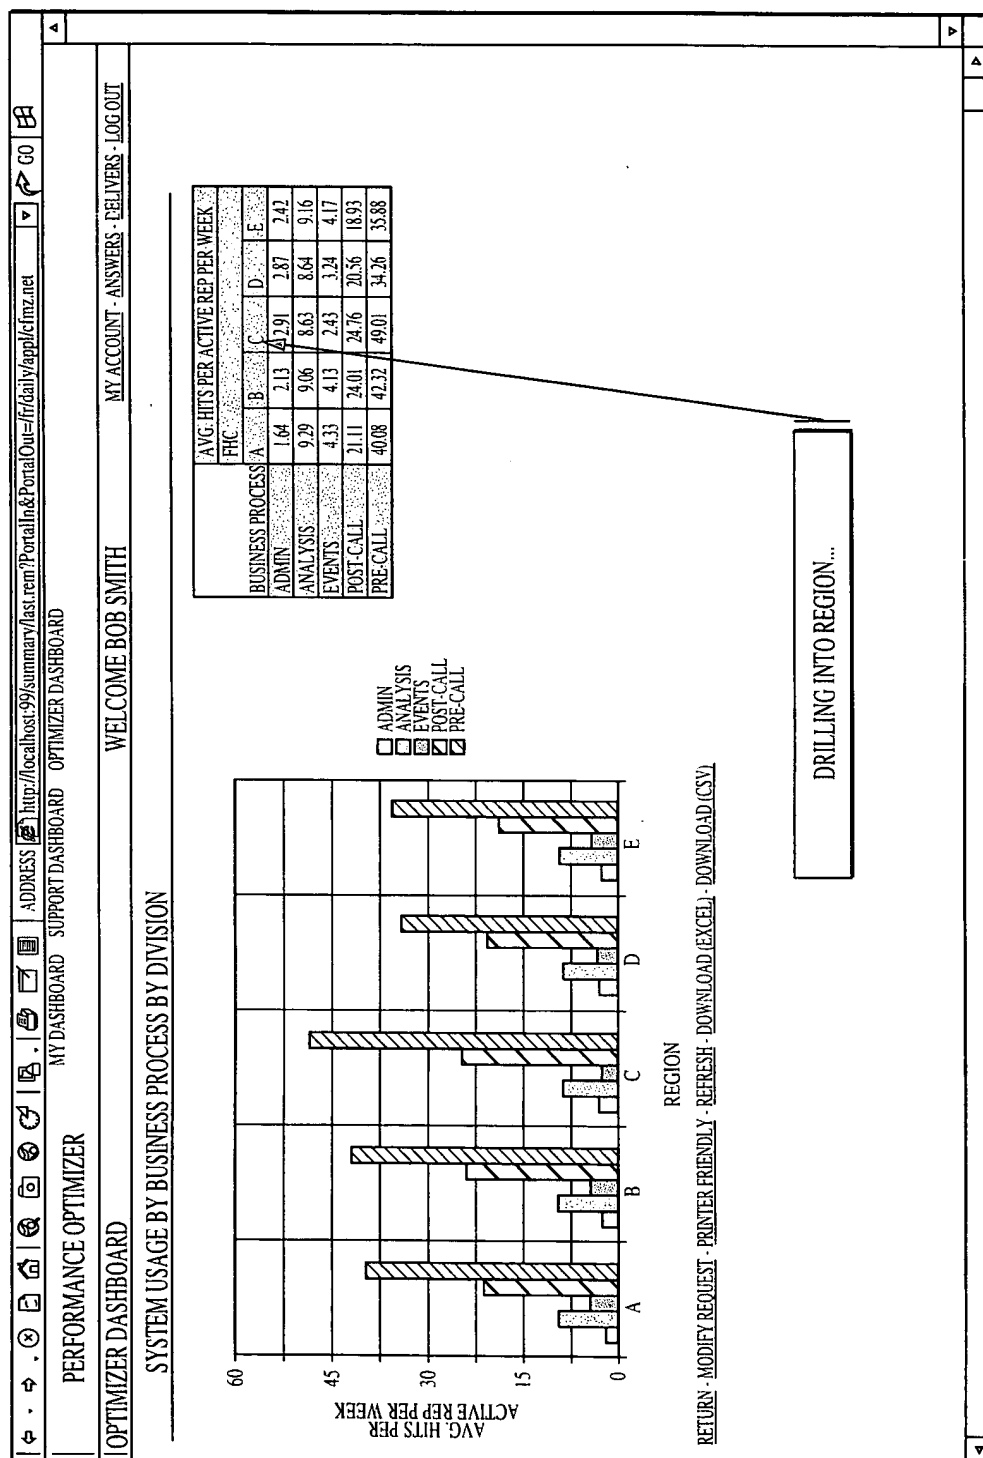 ADDRESS http://localhost:99/summary/last.rem?PortalIn&PortalOut=/fr/daily/appl/cfmz.net GO
PERFORMANCE OPTIMIZER MY DASHBOARD SUPPORT DASHBOARD OPTIMIZER DASHBOARD
OPTIMIZER DASHBOARD WELCOME BOB SMITH MY ACCOUNT - ANSWERS - DELIVERS - LOG OUT
SYSTEM USAGE BY BUSINESS PROCESS BY DIVISION
AVG. HITS PER
ACTIVE REP PER WEEK
60
45
30
15
0
A B C D E
REGION
ADMIN
ANALYSIS
EVENTS
POST-CALL
PRE-CALL
AVG. HITS PER ACTIVE REP PER WEEK
FHC
BUSINESS PROCESS A B C D E
ADMIN 1.64 2.13 2.91 2.87 2.42
ANALYSIS 9.29 9.06 8.63 8.64 9.16
EVENTS 4.33 4.13 2.43 3.24 4.17
POST-CALL 21.11 24.01 24.76 20.56 18.93
PRE-CALL 40.08 42.32 49.01 34.26 35.88
RETURN - MODIFY REQUEST - PRINTER FRIENDLY - REFRESH - DOWNLOAD (EXCEL) - DOWNLOAD (CSV)
DRILLING INTO REGION...